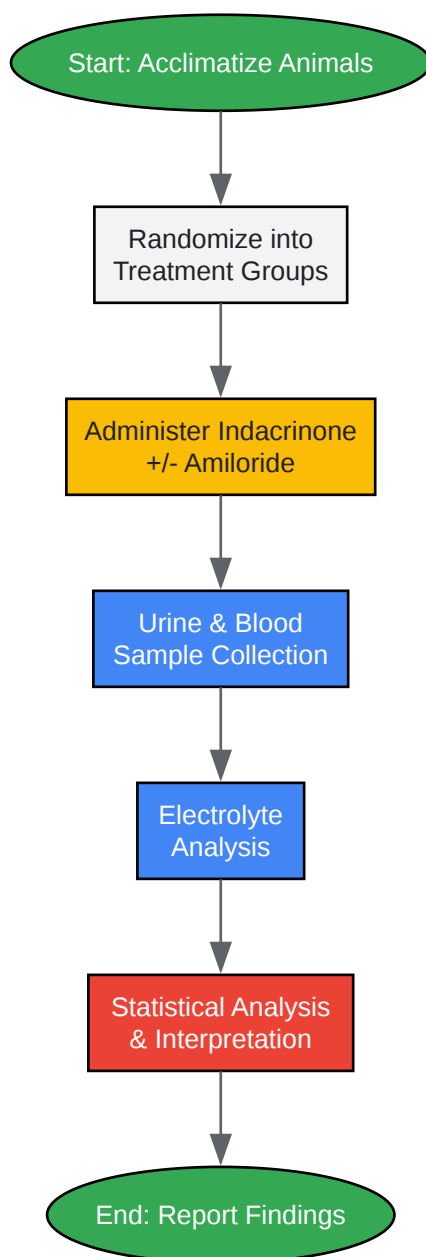 Start: Acclimatize Animals
Randomize into
Treatment Groups
Administer Indacrinone
+/- Amiloride
Urine & Blood
Sample Collection
Electrolyte
Analysis
Statistical Analysis
& Interpretation
End: Report Findings